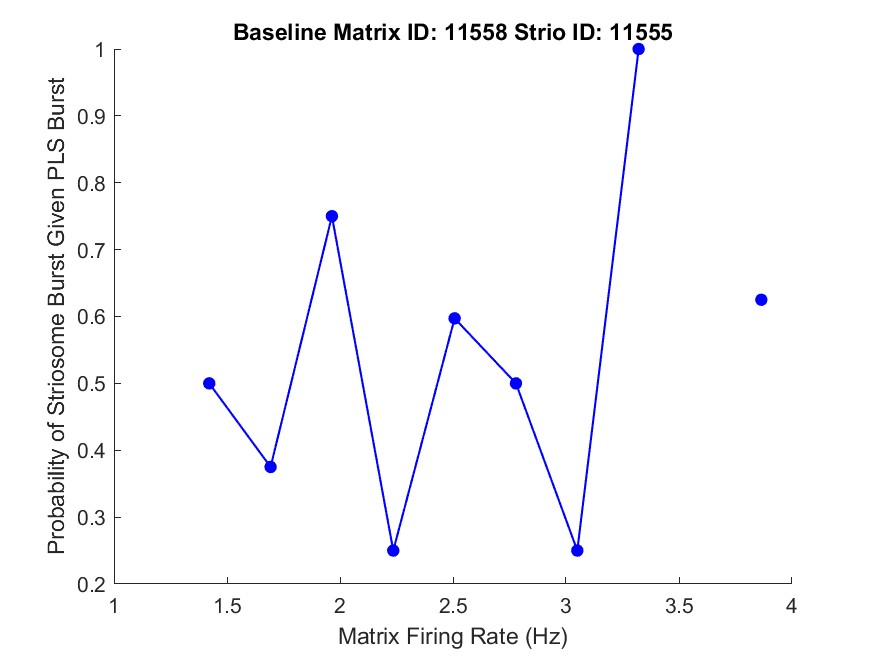 Baseline Matrix ID: 11558 Strio ID: 11555
Probability of Striosome Burst Given PLS Burst
1
0.9
0.8
0.7
0.6
0.5
0.4
0.3
0.2
1 1.5 2 2.5 3 3.5 4
Matrix Firing Rate (Hz)